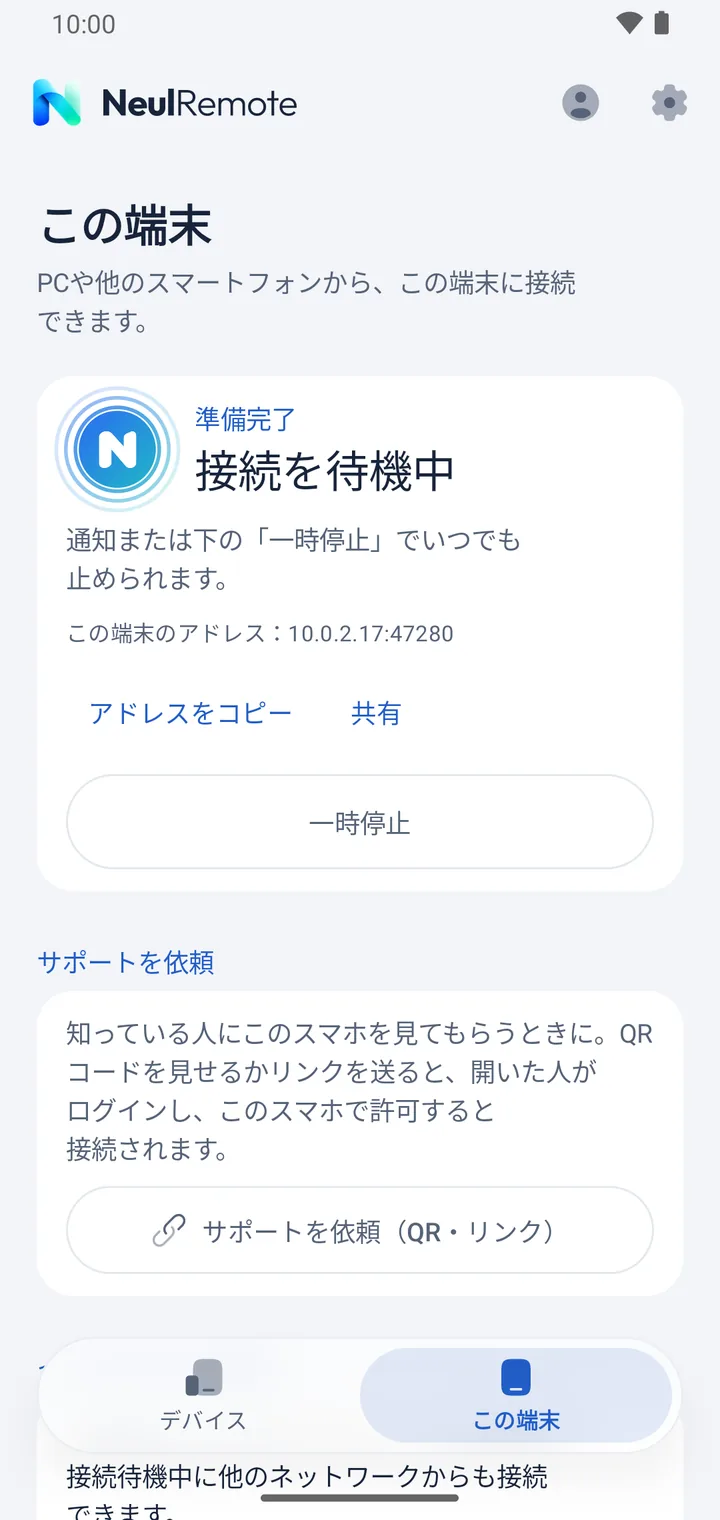 10:00
NeulRemote
この端末
PCや他のスマートフォンから、この端末に接続
できます。
準備完了
接続を待機中
通知または下の「一時停止」でいつでも
止められます。
この端末のアドレス：10.0.2.17:47280
アドレスをコピー
共有
一時停止
サポートを依頼
知っている人にこのスマホを見てもらうときに。QR
コードを見せるかリンクを送ると、開いた人が
ログインし、このスマホで許可すると
接続されます。
サポートを依頼（QR・リンク）
デバイス
この端末
接続待機中に他のネットワークからも接続
できます。